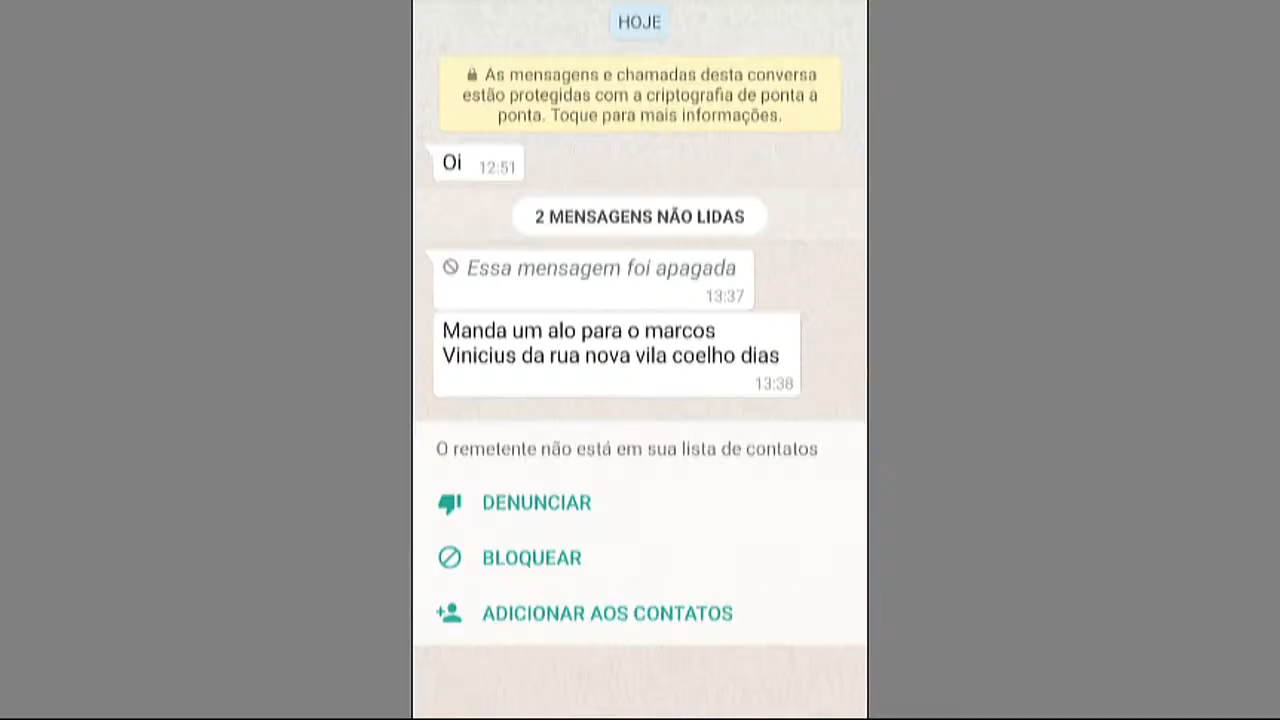 HOJE
As mensagens e chamadas desta conversa
estão protegidas com a criptografia de ponta a
ponta. Toque para mais informações.
Oi 12:51
2 MENSAGENS NÃO LIDAS
Essa mensagem foi apagada
13:37
Manda um alo para o marcos
Vinicius da rua nova vila coelho dias
13:38
O remetente não está em sua lista de contatos
DENUNCIAR
BLOQUEAR
ADICIONAR AOS CONTATOS